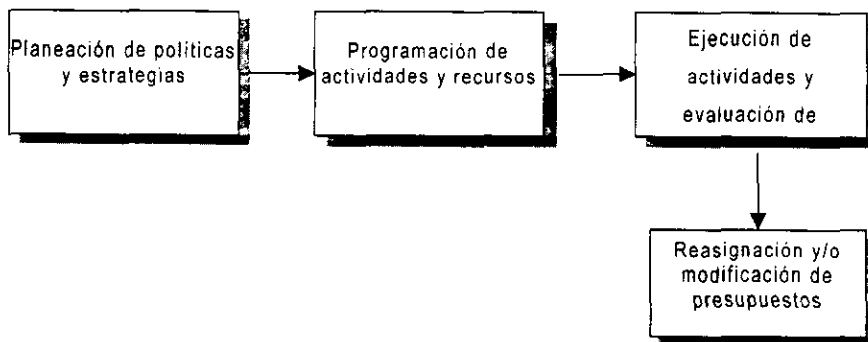 Planeación de políticas
y estrategias
Programación de
actividades y recursos
Ejecución de
actividades y
evaluación de
Reasignación y/o
modificación de
presupuestos